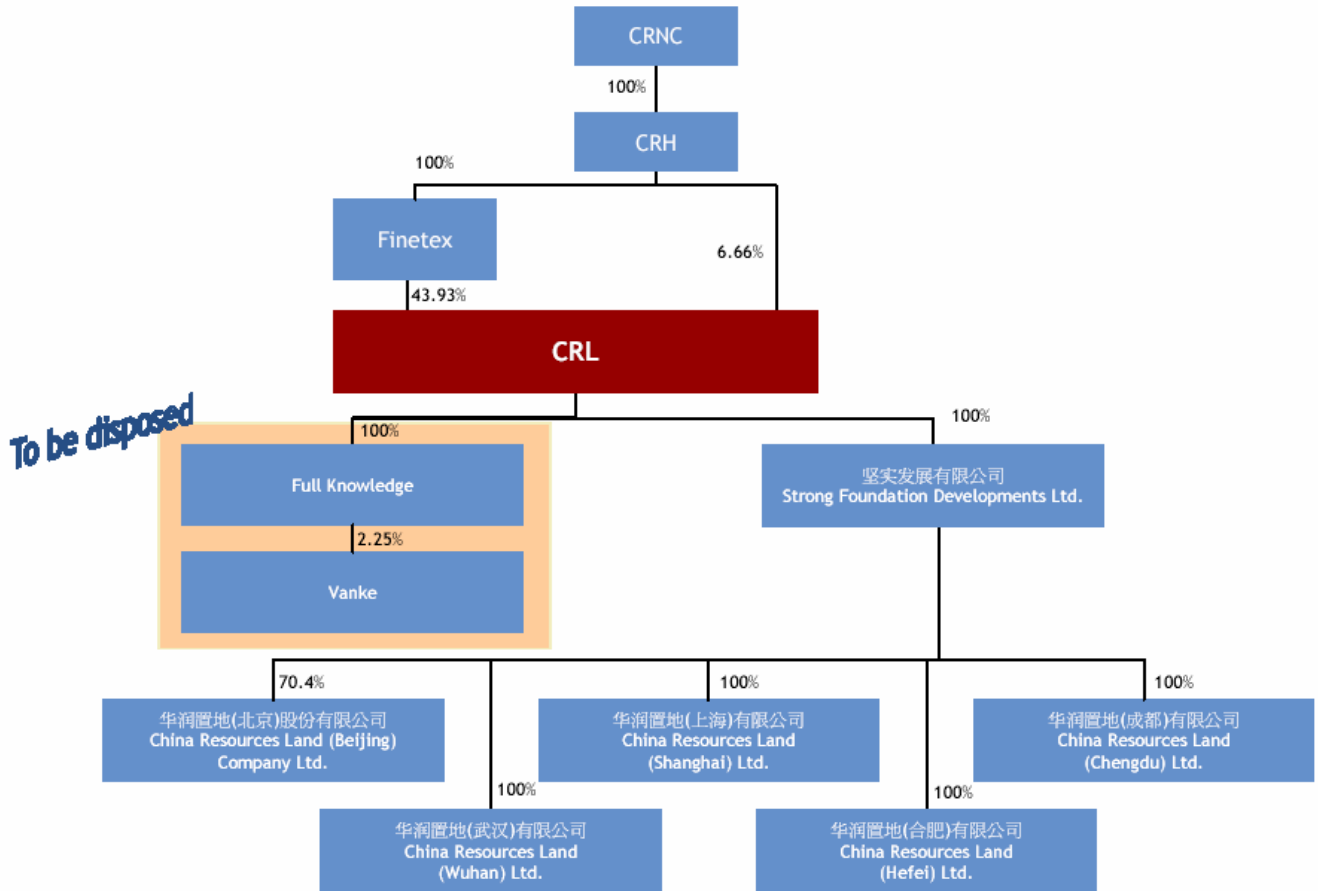 CRNC
100%
CRH
100%
Finetex
6.66%
43.93%
CRL
To be disposed
100%
100%
Full Knowledge
坚实发展有限公司
Strong Foundation Developments Ltd.
2.25%
Vanke
70.4%
100%
100%
华润置地(北京)股份有限公司
China Resources Land (Beijing)
Company Ltd.
华润置地(上海)有限公司
China Resources Land
(Shanghai) Ltd.
华润置地(成都)有限公司
China Resources Land
(Chengdu) Ltd.
100%
100%
华润置地(武汉)有限公司
China Resources Land
(Wuhan) Ltd.
华润置地(合肥)有限公司
China Resources Land
(Hefei) Ltd.